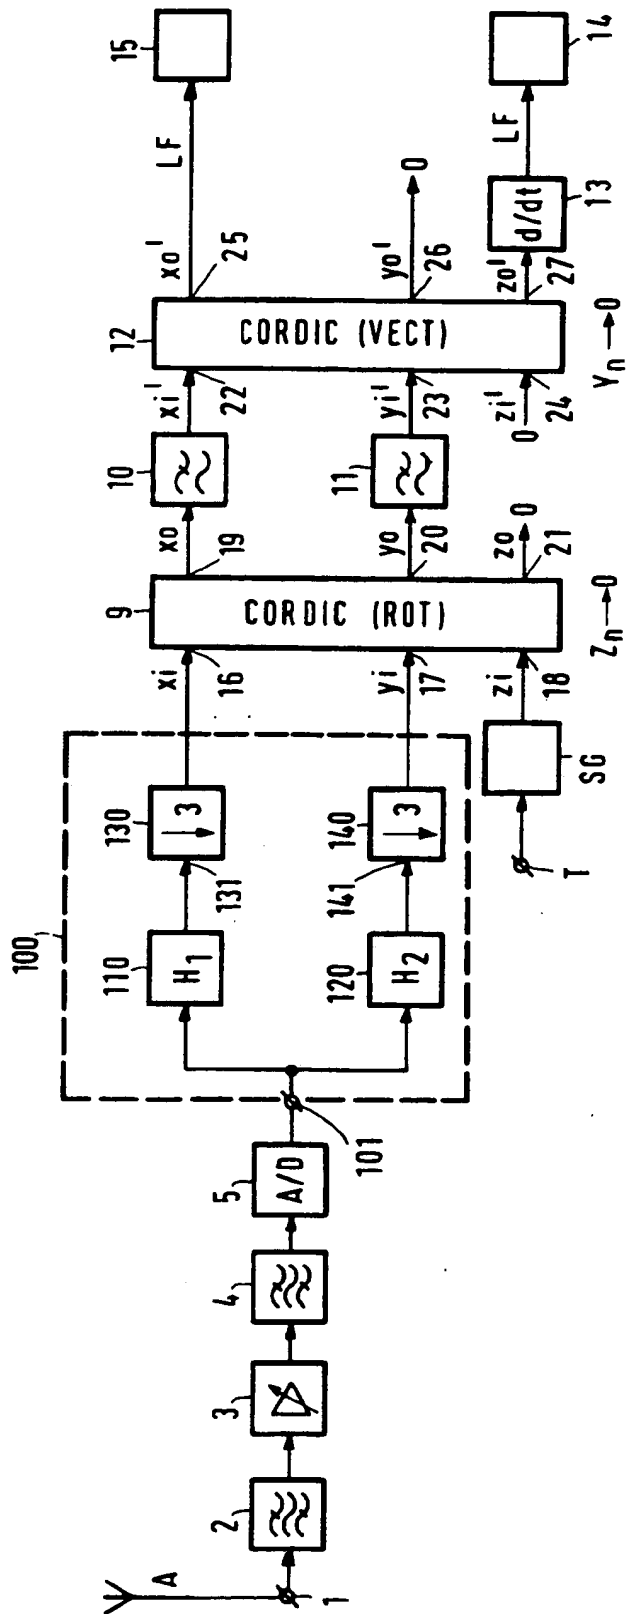 A
1
2
3
4
5
A/D
101
100
110
H1
120
H2
130
131
↓ 3
140
141
↓ 3
T
SG
xi
16
yi
17
zi
18
9
CORDIC (ROT)
Zn→0
xo
19
yo
20
zo
21
0
10
11
xi'
22
yi'
23
zi'
24
0
12
CORDIC (VECT)
Yn→0
xo'
25
yo'
26
0
zo'
27
d/dt
13
LF
15
LF
14